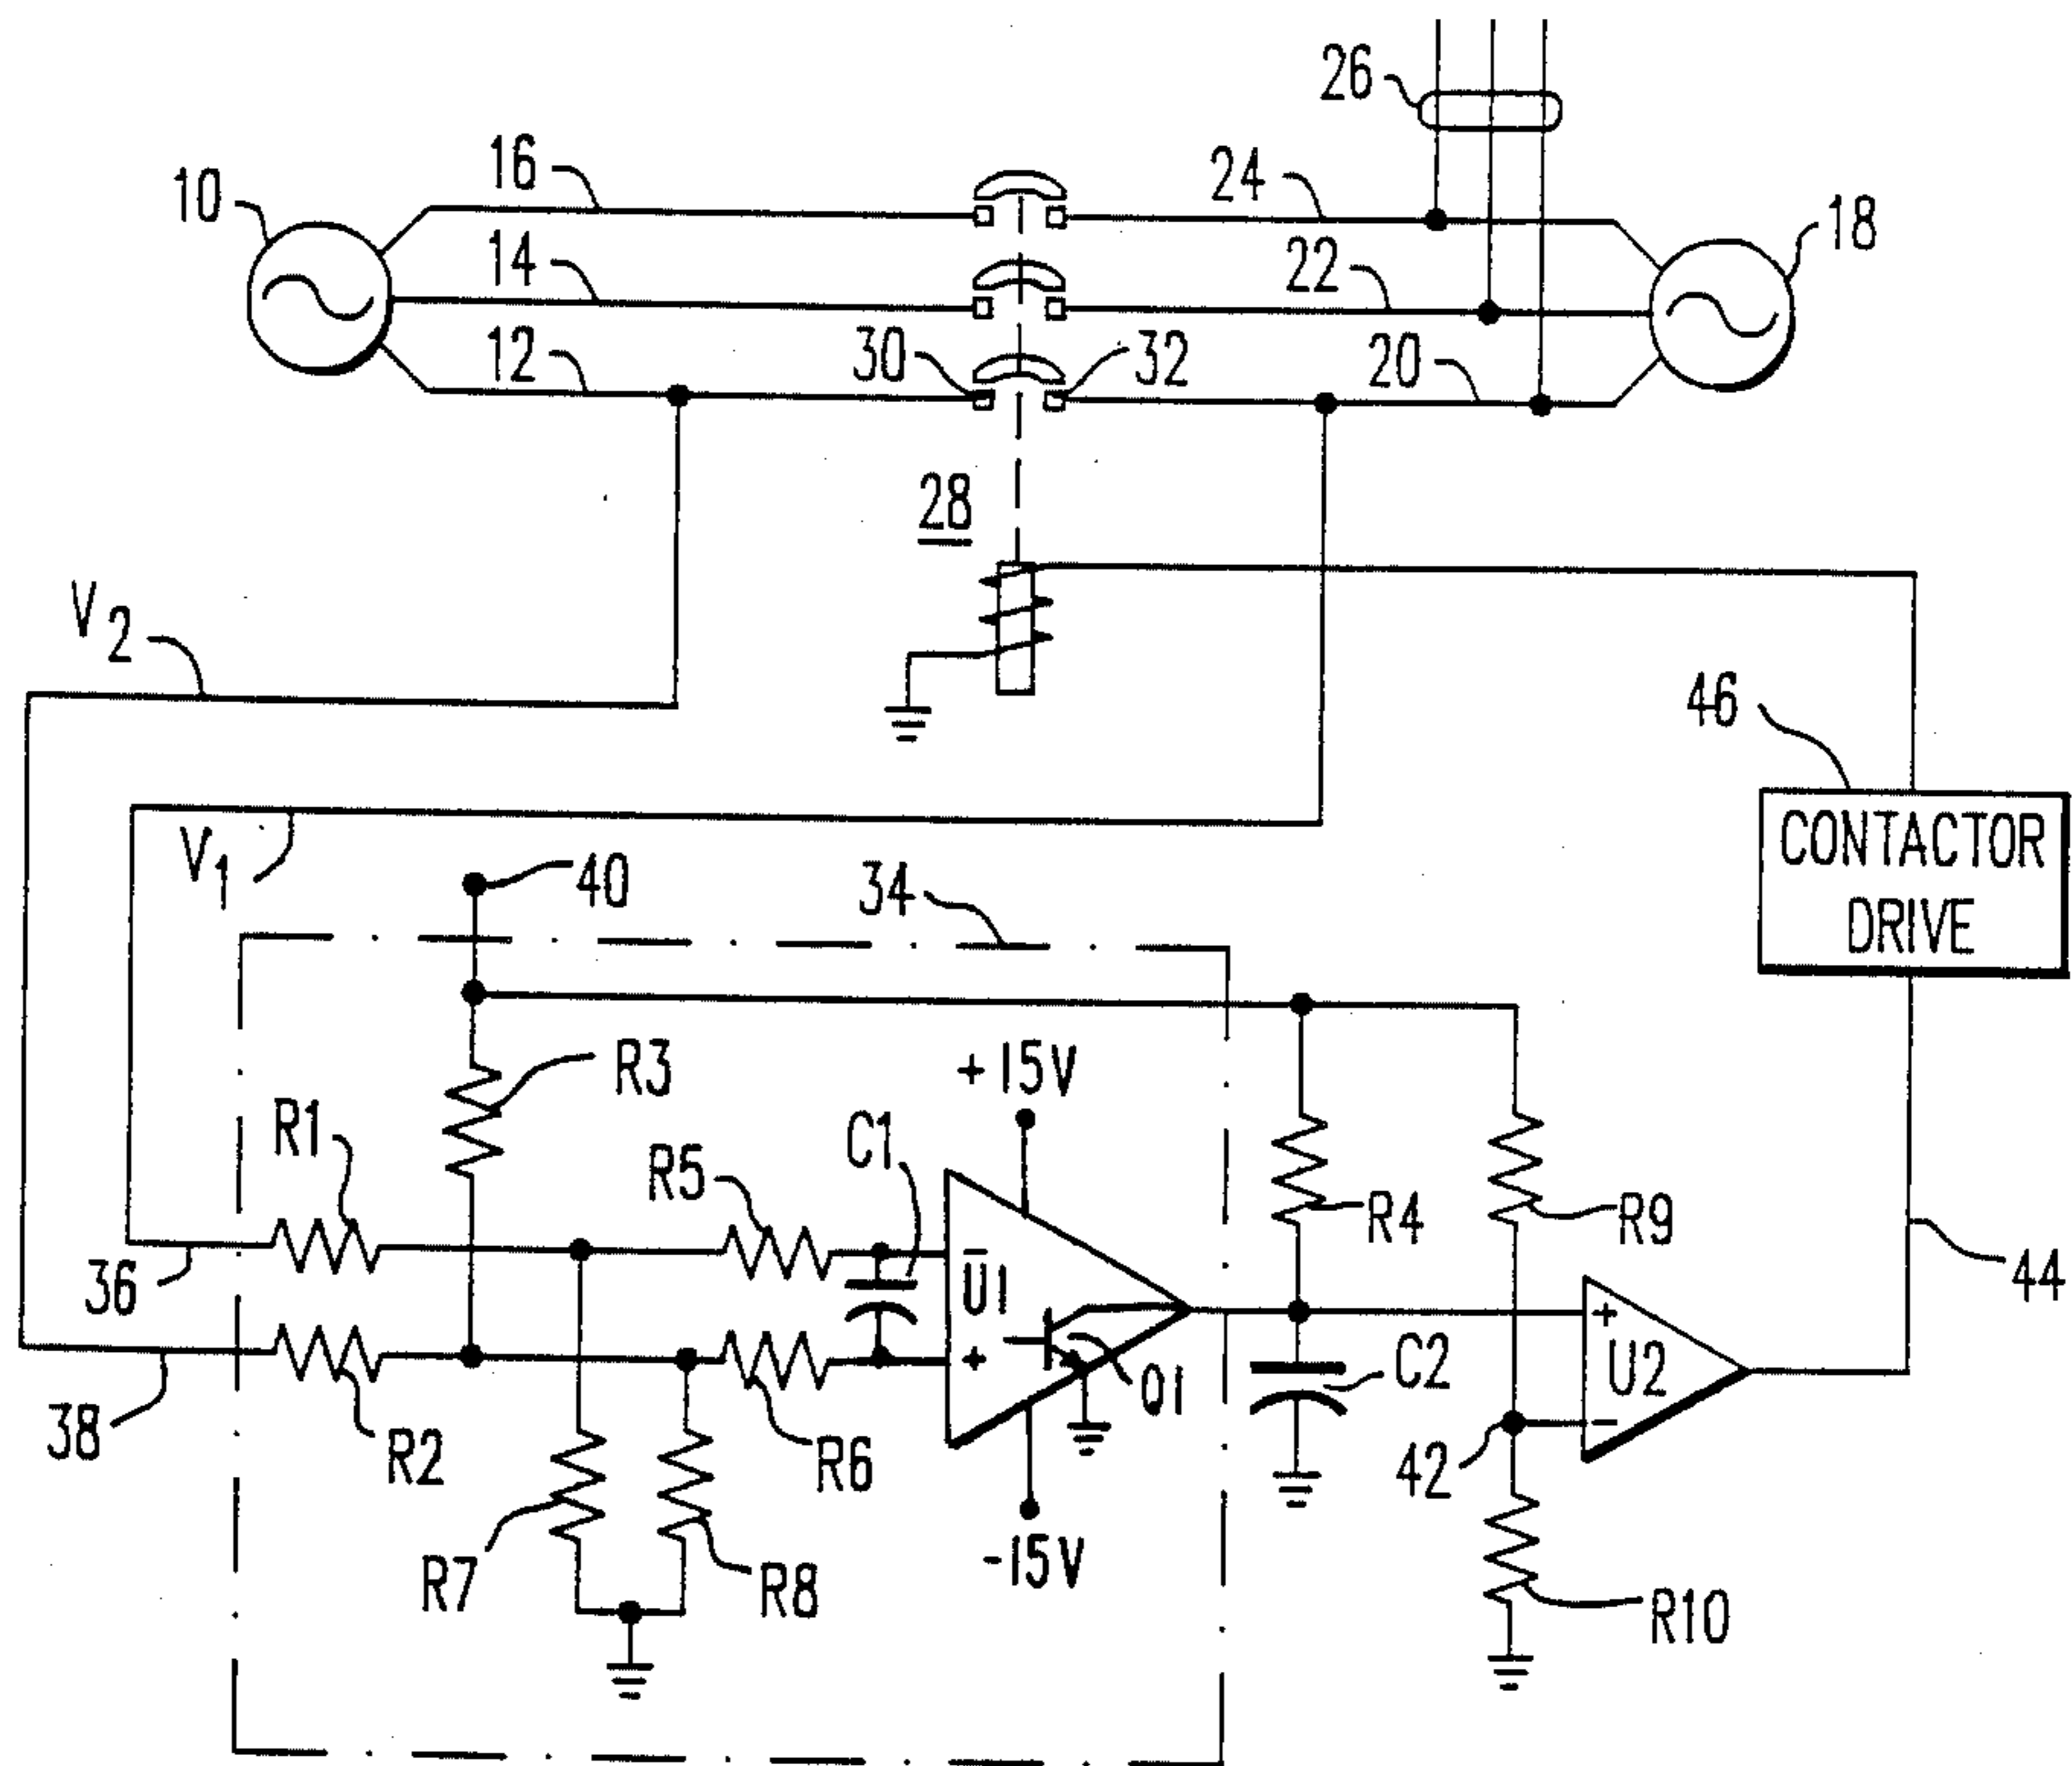 26
16
24
10
18
14
22
12
30
32
20
28
V2
46
V1
40
34
CONTACTOR
DRIVE
+15V
R3
R1
C1
R5
R4
R9
36
-
U1
+
44
38
R2
R6
Q1
C2
+
U2
-
42
R7
R8
-15V
R10